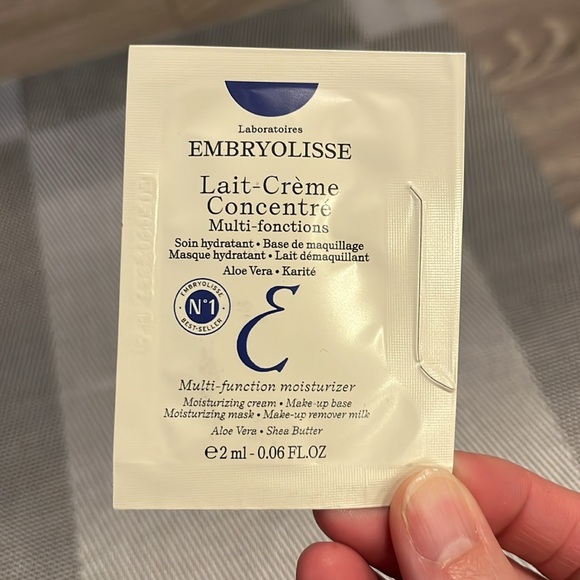 Laboratoires
EMBRYOLISSE
Lait-Crème
Concentré
Multi-fonctions
Soin hydratant • Base de maquillage
Masque hydratant • Lait démaquillant
Aloe Vera • Karité
EMBRYOLISSE
N°1
BEST-SELLER
Multi-function moisturizer
Moisturizing cream • Make-up base
Moisturizing mask • Make-up remover milk
Aloe Vera • Shea Butter
℮2 ml - 0.06 FL.OZ